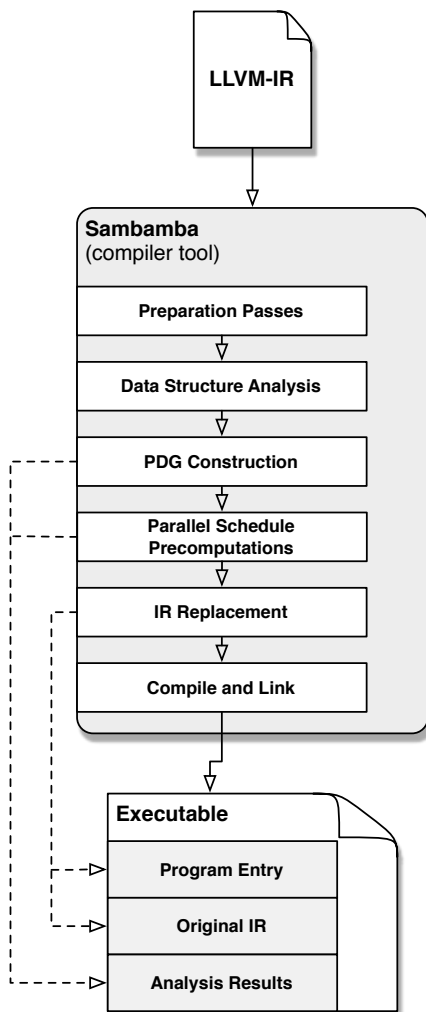 LLVM-IR
Sambamba
(compiler tool)
Preparation Passes
Data Structure Analysis
PDG Construction
Parallel Schedule
Precomputations
IR Replacement
Compile and Link
Executable
Program Entry
Original IR
Analysis Results